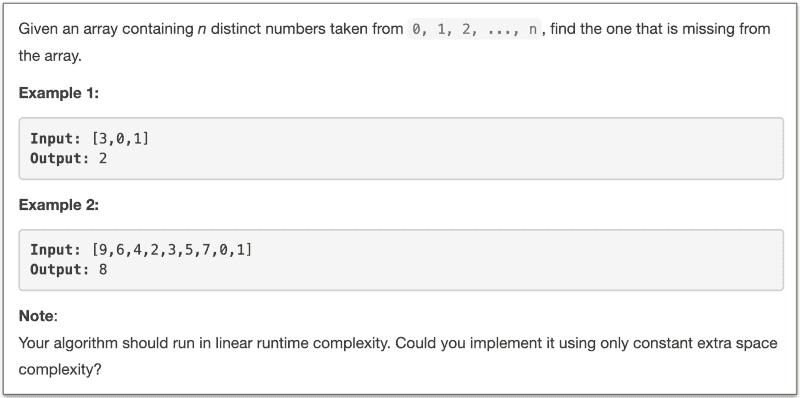 Given an array containing n distinct numbers taken from 0, 1, 2, ..., n, find the one that is missing from
the array.
Example 1:
Input: [3,0,1]
Output: 2
Example 2:
Input: [9,6,4,2,3,5,7,0,1]
Output: 8
Note:
Your algorithm should run in linear runtime complexity. Could you implement it using only constant extra space
complexity?